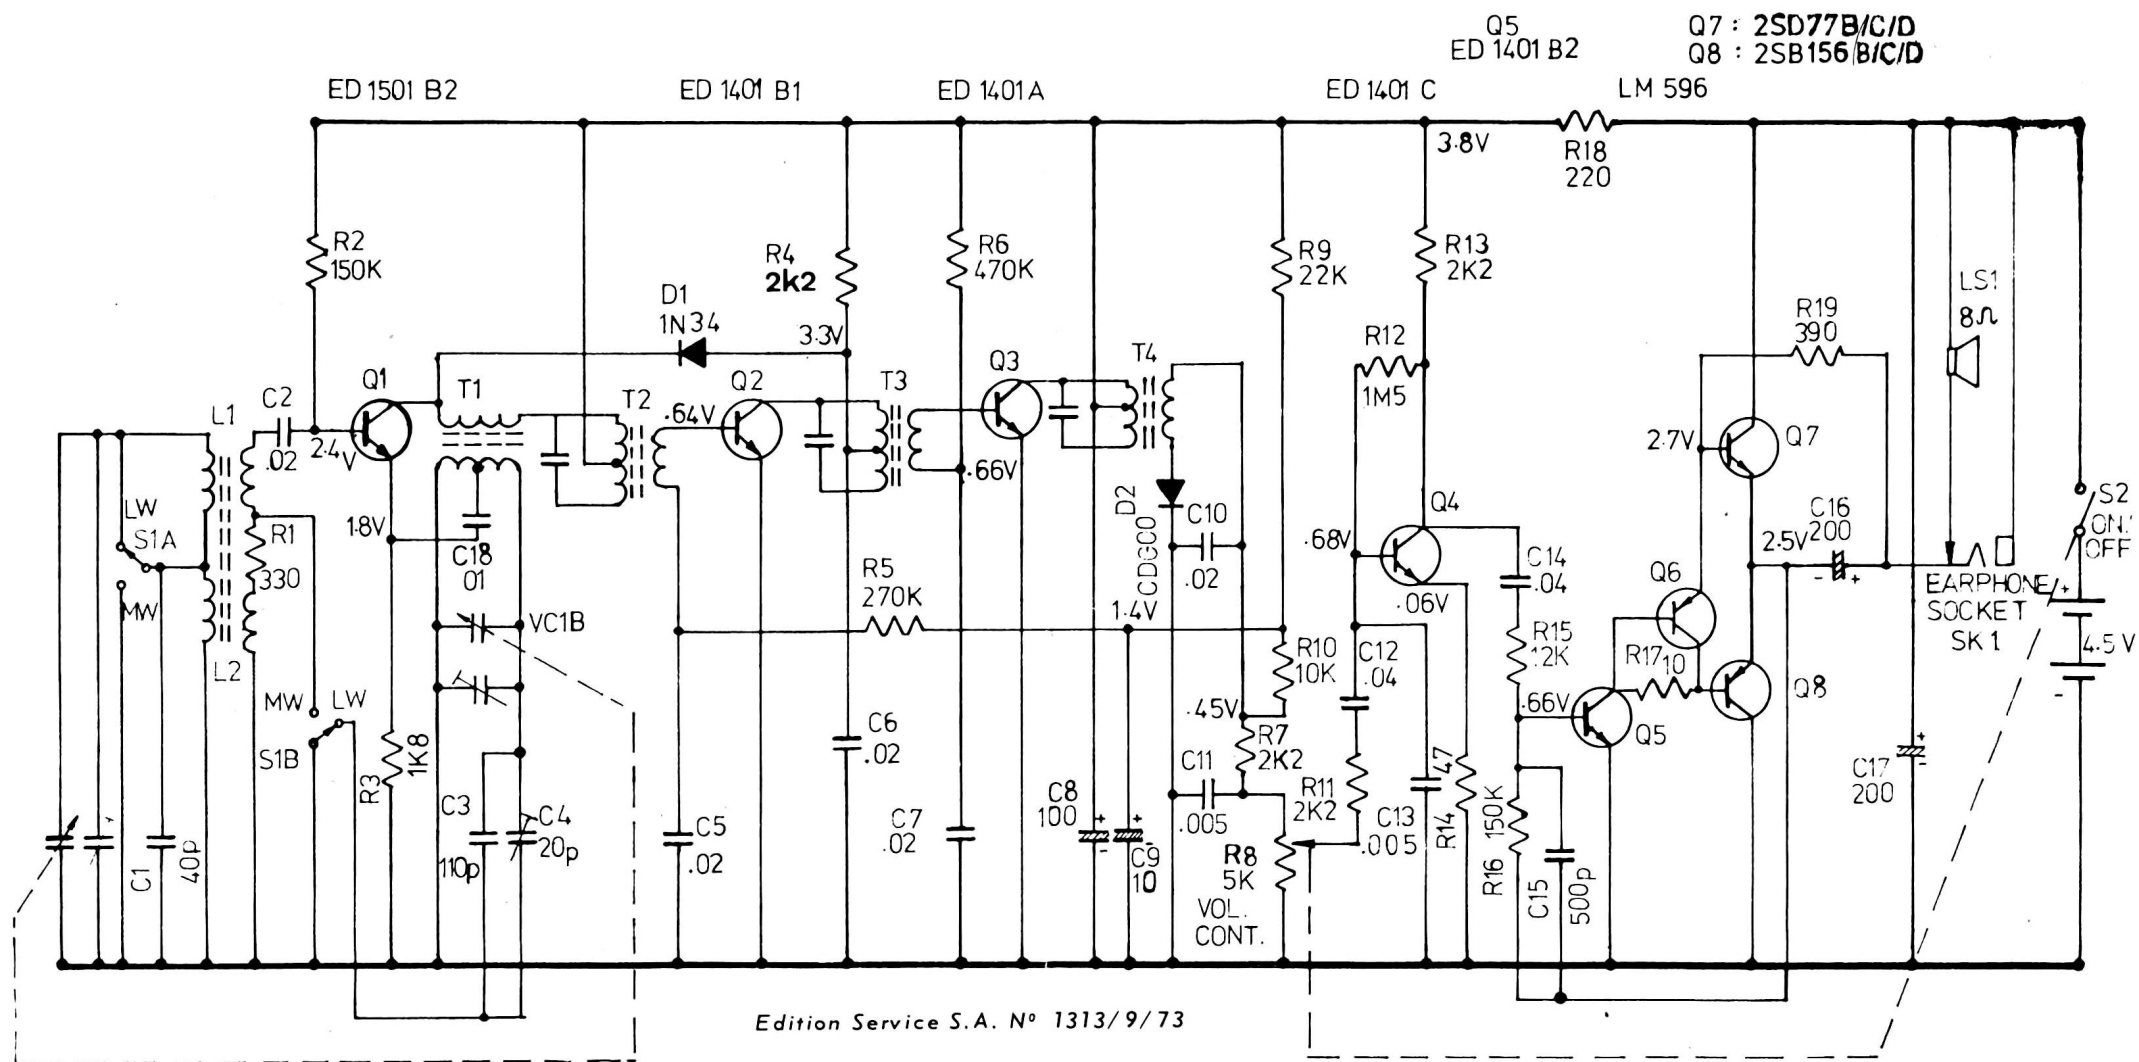 Q5
ED 1401 B2
Q7 : 2SD77B/C/D
Q8 : 2SB156 B/C/D
ED 1501 B2
ED 1401 B1
ED 1401 A
ED 1401 C
LM 596
3.8V
R18
220
R2
150K
R4
2k2
R6
470K
R9
22K
R13
2K2
D1
1N34
3.3V
R12
1M5
R19
390
LS1
8Ω
Q1
T1
T2
.64V
Q2
T3
Q3
T4
L1
C2
.02
2.4V
.66V
2.7V
Q7
LW
S1A
MW
R1
330
1.8V
C18
01
D2
CDG00
C10
.02
.68V
Q4
C14
.04
2.5V
C16
200
- +
S2
ON/
OFF
R5
270K
1.4V
.06V
Q6
EARPHONE
SOCKET
SK1
+
4.5V
-
VC1B
L2
R10
10K
C12
.04
R15
12K
R17 10
Q8
MW
LW
S1B
.45V
R7
2K2
.66V
Q5
R3
1K8
C6
.02
C11
.005
R11
2K2
C13
.005
R14
47
R16
150K
C15
500p
C17
200
+
-
C1
40p
C3
110p
C4
20p
C5
.02
C7
.02
C8
100
+
-
+
-
C9
10
R8
5K
VOL.
CONT.
Edition Service S.A. Nº 1313/9/73